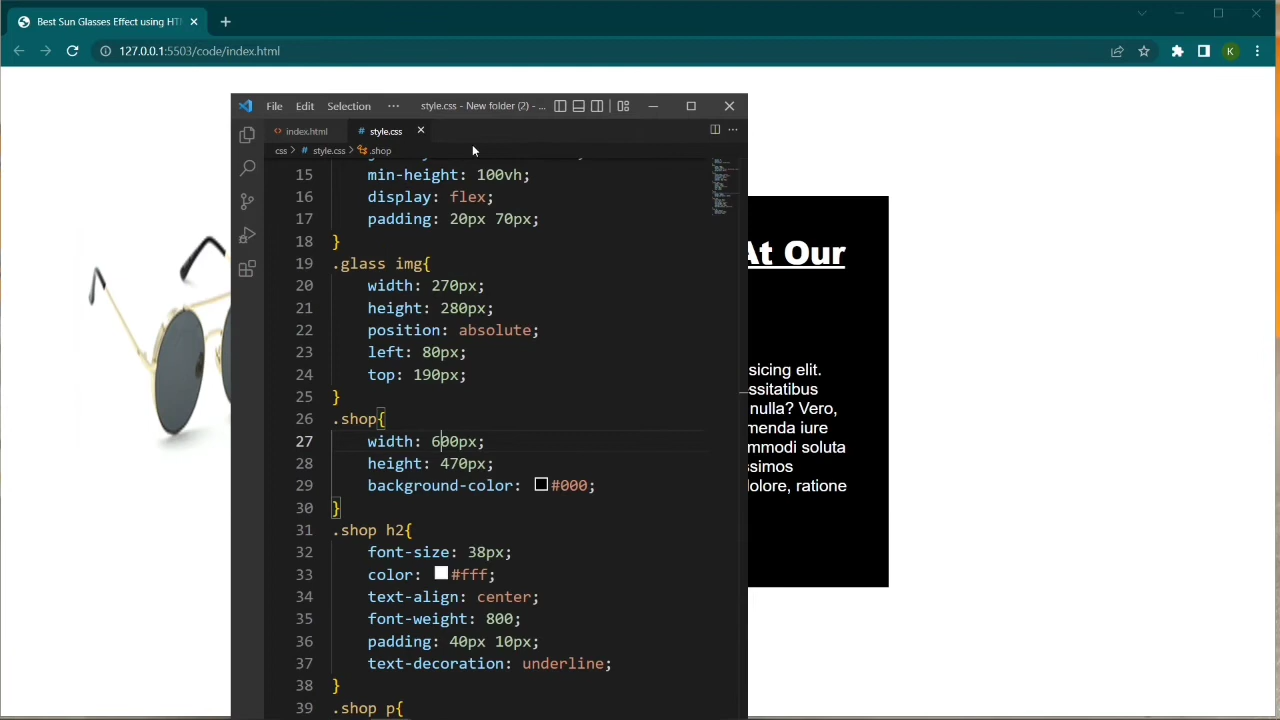 Best Sun Glasses Effect using HT
127.0.0.1:5503/code/index.html
K
File Edit Selection ··· style.css - New folder (2) - ...
index.html # style.css
css > # style.css > .shop
15 min-height: 100vh;
16 display: flex;
17 padding: 20px 70px;
18 }
19 .glass img{
20 width: 270px;
21 height: 280px;
22 position: absolute;
23 left: 80px;
24 top: 190px;
25 }
26 .shop{
27 width: 600px;
28 height: 470px;
29 background-color: #000;
30 }
31 .shop h2{
32 font-size: 38px;
33 color: #fff;
34 text-align: center;
35 font-weight: 800;
36 padding: 40px 10px;
37 text-decoration: underline;
38 }
39 .shop p{
At Our
sicing elit.
ssitatibus
nulla? Vero,
menda iure
mmodi soluta
ssimos
dolore, ratione